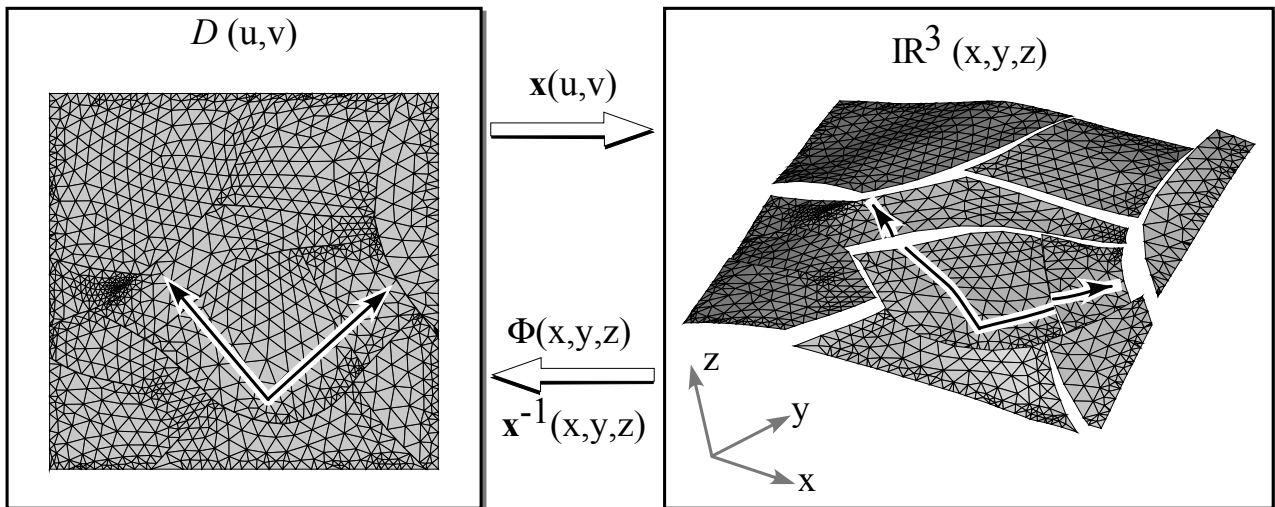 D (u,v)
x(u,v)
IR³ (x,y,z)
Φ(x,y,z)
x⁻¹(x,y,z)
z
y
x